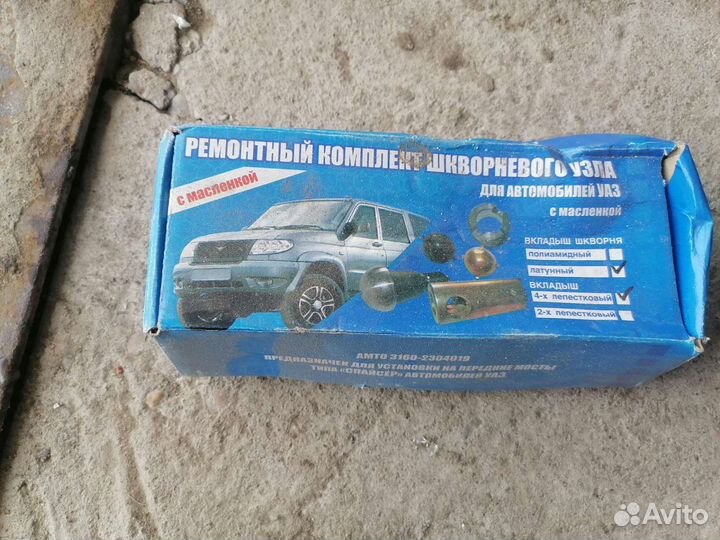 РЕМОНТНЫЙ КОМПЛЕКТ ШКВОРНЕВОГО УЗЛА
ДЛЯ АВТОМОБИЛЕЙ УАЗ
с масленкой
с масленкой
ВКЛАДЫШ ШКВОРНЯ
полиамидный
латунный
ВКЛАДЫШ
4-х лепестковый
2-х лепестковый
АМТО 3160-2304019
ПРЕДНАЗНАЧЕН ДЛЯ УСТАНОВКИ НА ПЕРЕДНИЕ МОСТЫ
ТИПА «СПАЙСЕР» АВТОМОБИЛЕЙ УАЗ
Avito